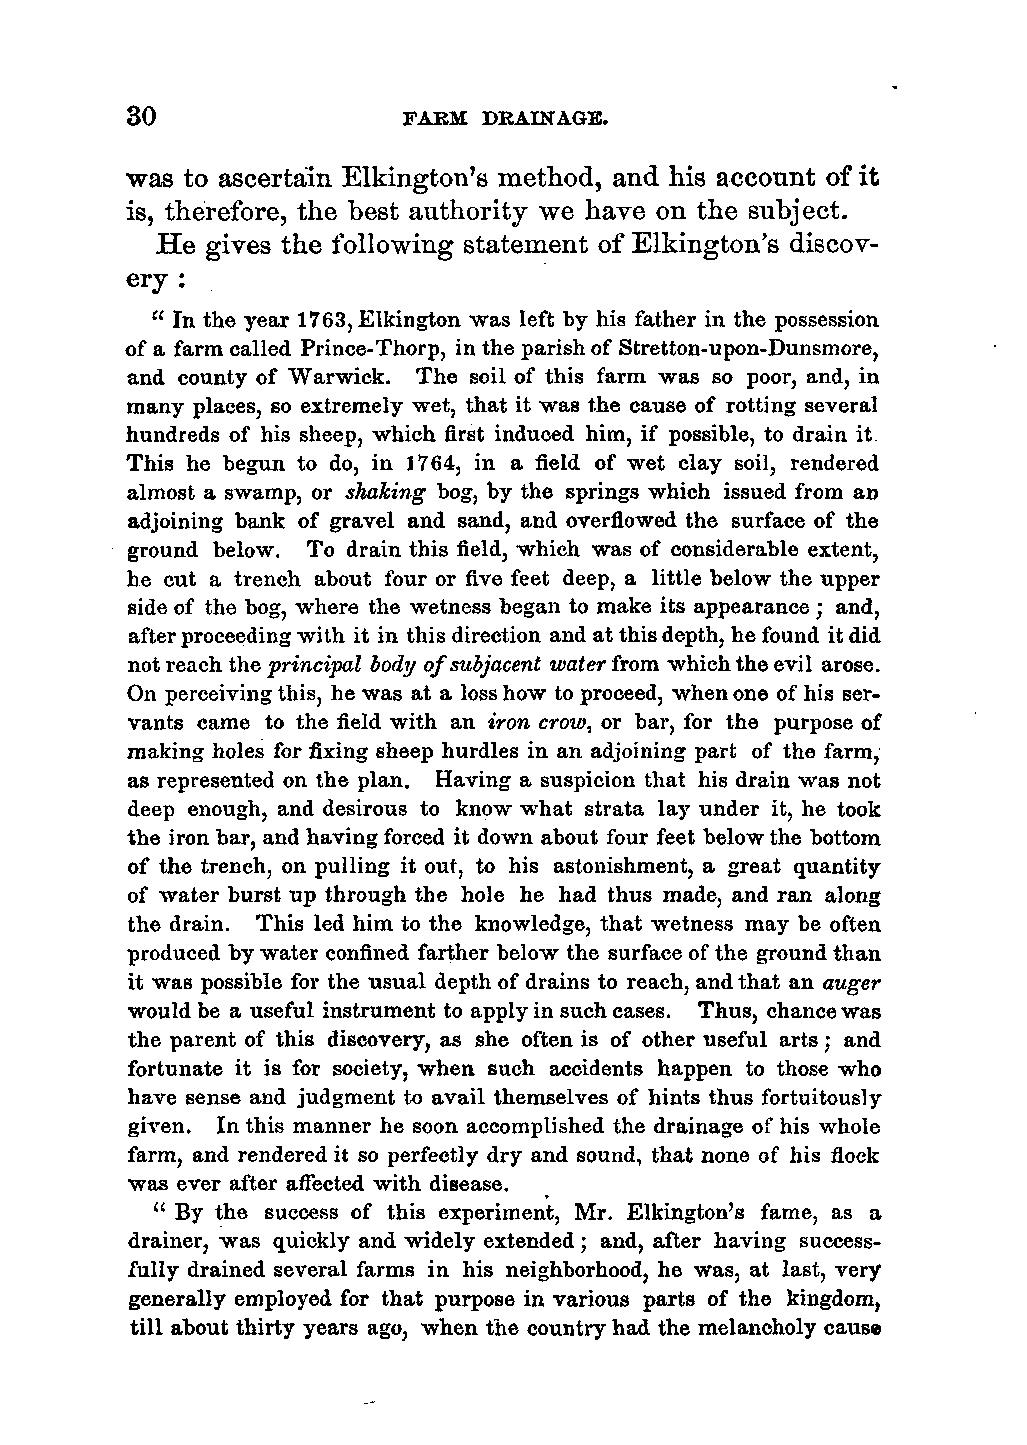 30 FARM DRAINAGE.
was to ascertain Elkington's method, and his account of it
is, therefore, the best authority we have on the subject.
He gives the following statement of Elkington's discov-
ery :
“ In the year 1763, Elkington was left by his father in the possession
of a farm called Prince-Thorp, in the parish of Stretton-upon-Dunsmore,
and county of Warwick. The soil of this farm was so poor, and, in
many places, so extremely wet, that it was the cause of rotting several
hundreds of his sheep, which first induced him, if possible, to drain it.
This he begun to do, in 1764, in a field of wet clay soil, rendered
almost a swamp, or shaking bog, by the springs which issued from an
adjoining bank of gravel and sand, and overflowed the surface of the
ground below. To drain this field, which was of considerable extent,
he cut a trench about four or five feet deep, a little below the upper
side of the bog, where the wetness began to make its appearance ; and,
after proceeding with it in this direction and at this depth, he found it did
not reach the principal body of subjacent water from which the evil arose.
On perceiving this, he was at a loss how to proceed, when one of his ser-
vants came to the field with an iron crow, or bar, for the purpose of
making holes for fixing sheep hurdles in an adjoining part of the farm,
as represented on the plan. Having a suspicion that his drain was not
deep enough, and desirous to know what strata lay under it, he took
the iron bar, and having forced it down about four feet below the bottom
of the trench, on pulling it out, to his astonishment, a great quantity
of water burst up through the hole he had thus made, and ran along
the drain. This led him to the knowledge, that wetness may be often
produced by water confined farther below the surface of the ground than
it was possible for the usual depth of drains to reach, and that an auger
would be a useful instrument to apply in such cases. Thus, chance was
the parent of this discovery, as she often is of other useful arts ; and
fortunate it is for society, when such accidents happen to those who
have sense and judgment to avail themselves of hints thus fortuitously
given. In this manner he soon accomplished the drainage of his whole
farm, and rendered it so perfectly dry and sound, that none of his flock
was ever after affected with disease.
“ By the success of this experiment, Mr. Elkington's fame, as a
drainer, was quickly and widely extended ; and, after having success-
fully drained several farms in his neighborhood, he was, at last, very
generally employed for that purpose in various parts of the kingdom,
till about thirty years ago, when the country had the melancholy cause